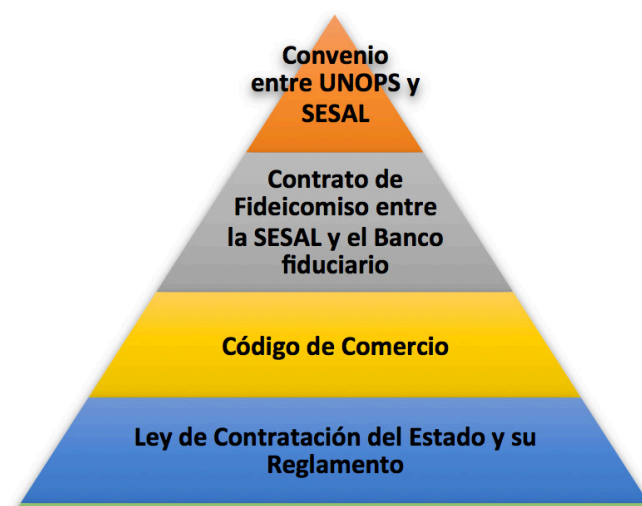 Convenio
entre UNOPS y
SESAL
Contrato de
Fideicomiso entre
la SESAL y el Banco
fiduciario
Código de Comercio
Ley de Contratación del Estado y su
Reglamento